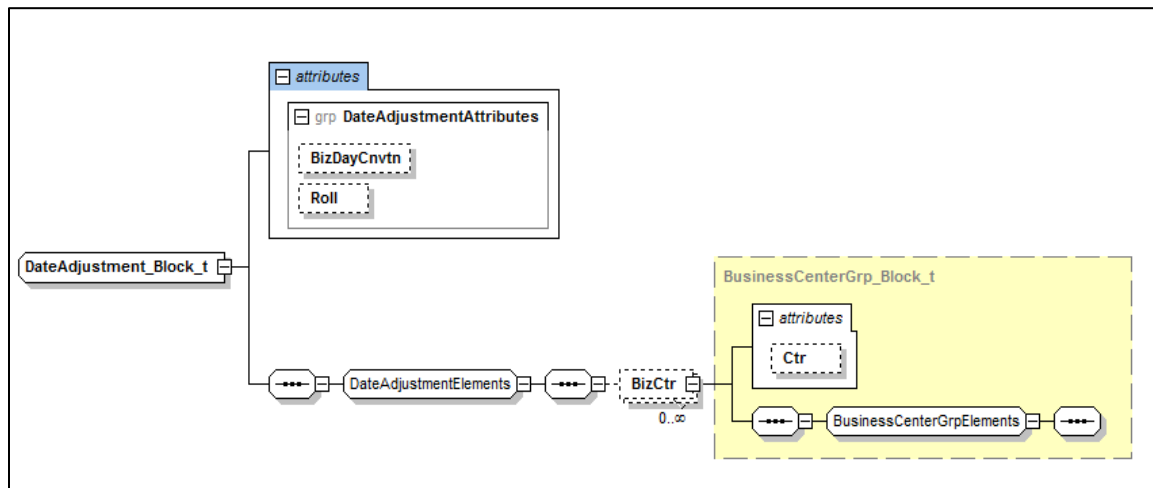 attributes
grp DateAdjustmentAttributes
BizDayCnvtn
Roll
DateAdjustment_Block_t
BusinessCenterGrp_Block_t
attributes
Ctr
DateAdjustmentElements
BizCtr
0..∞
BusinessCenterGrpElements